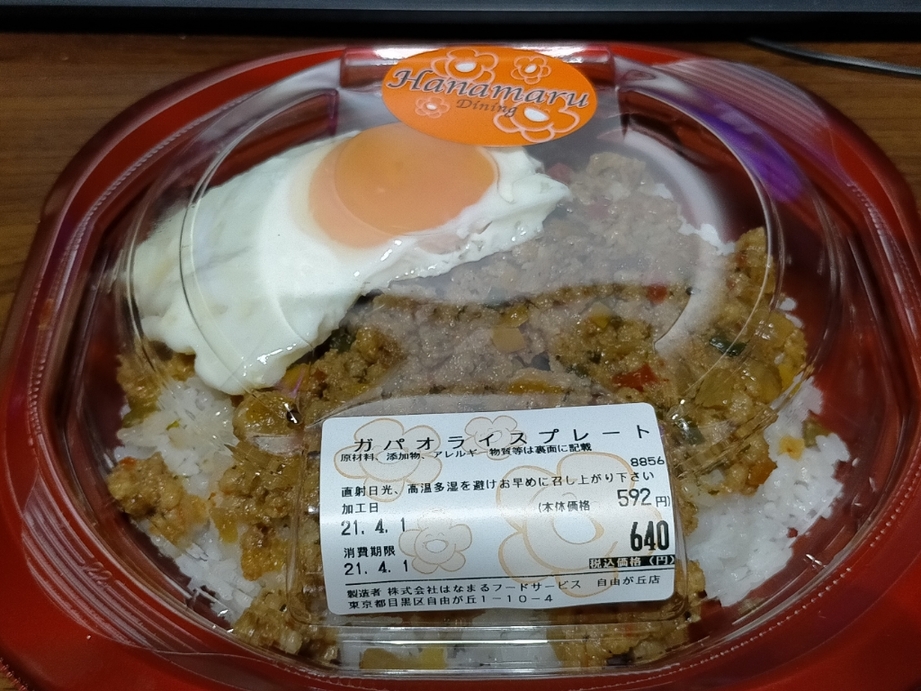 Hanamaru
Dining
ガパオライスプレート
原材料、添加物、アレルギー物質等は裏面に記載
8856
直射日光、高温多湿を避けお早めに召し上がり下さい
加工日
(本体価格 592円)
21.4.1
640
消費期限
税込価格(円)
21.4.1
製造者 株式会社はなまるフードサービス 自由が丘店
東京都目黒区自由が丘1-10-4